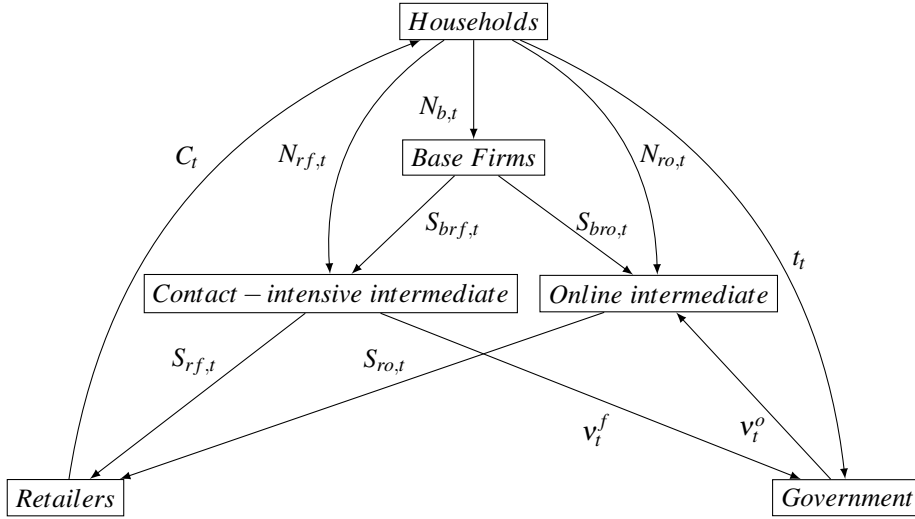 Households
N_{b,t}
C_t
N_{rf,t}
Base Firms
N_{ro,t}
S_{brf,t}
S_{bro,t}
t_t
Contact − intensive intermediate
Online intermediate
S_{rf,t}
S_{ro,t}
ν_t^f
ν_t^o
Retailers
Government